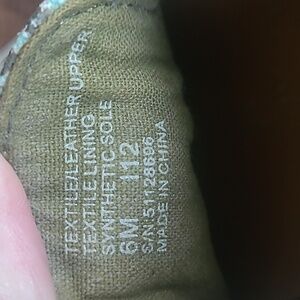 TEXTILE/LEATHER UPPER
TEXTILE LINING
SYNTHETIC SOLE
6M 112
S/N 51128696
MADE IN CHINA